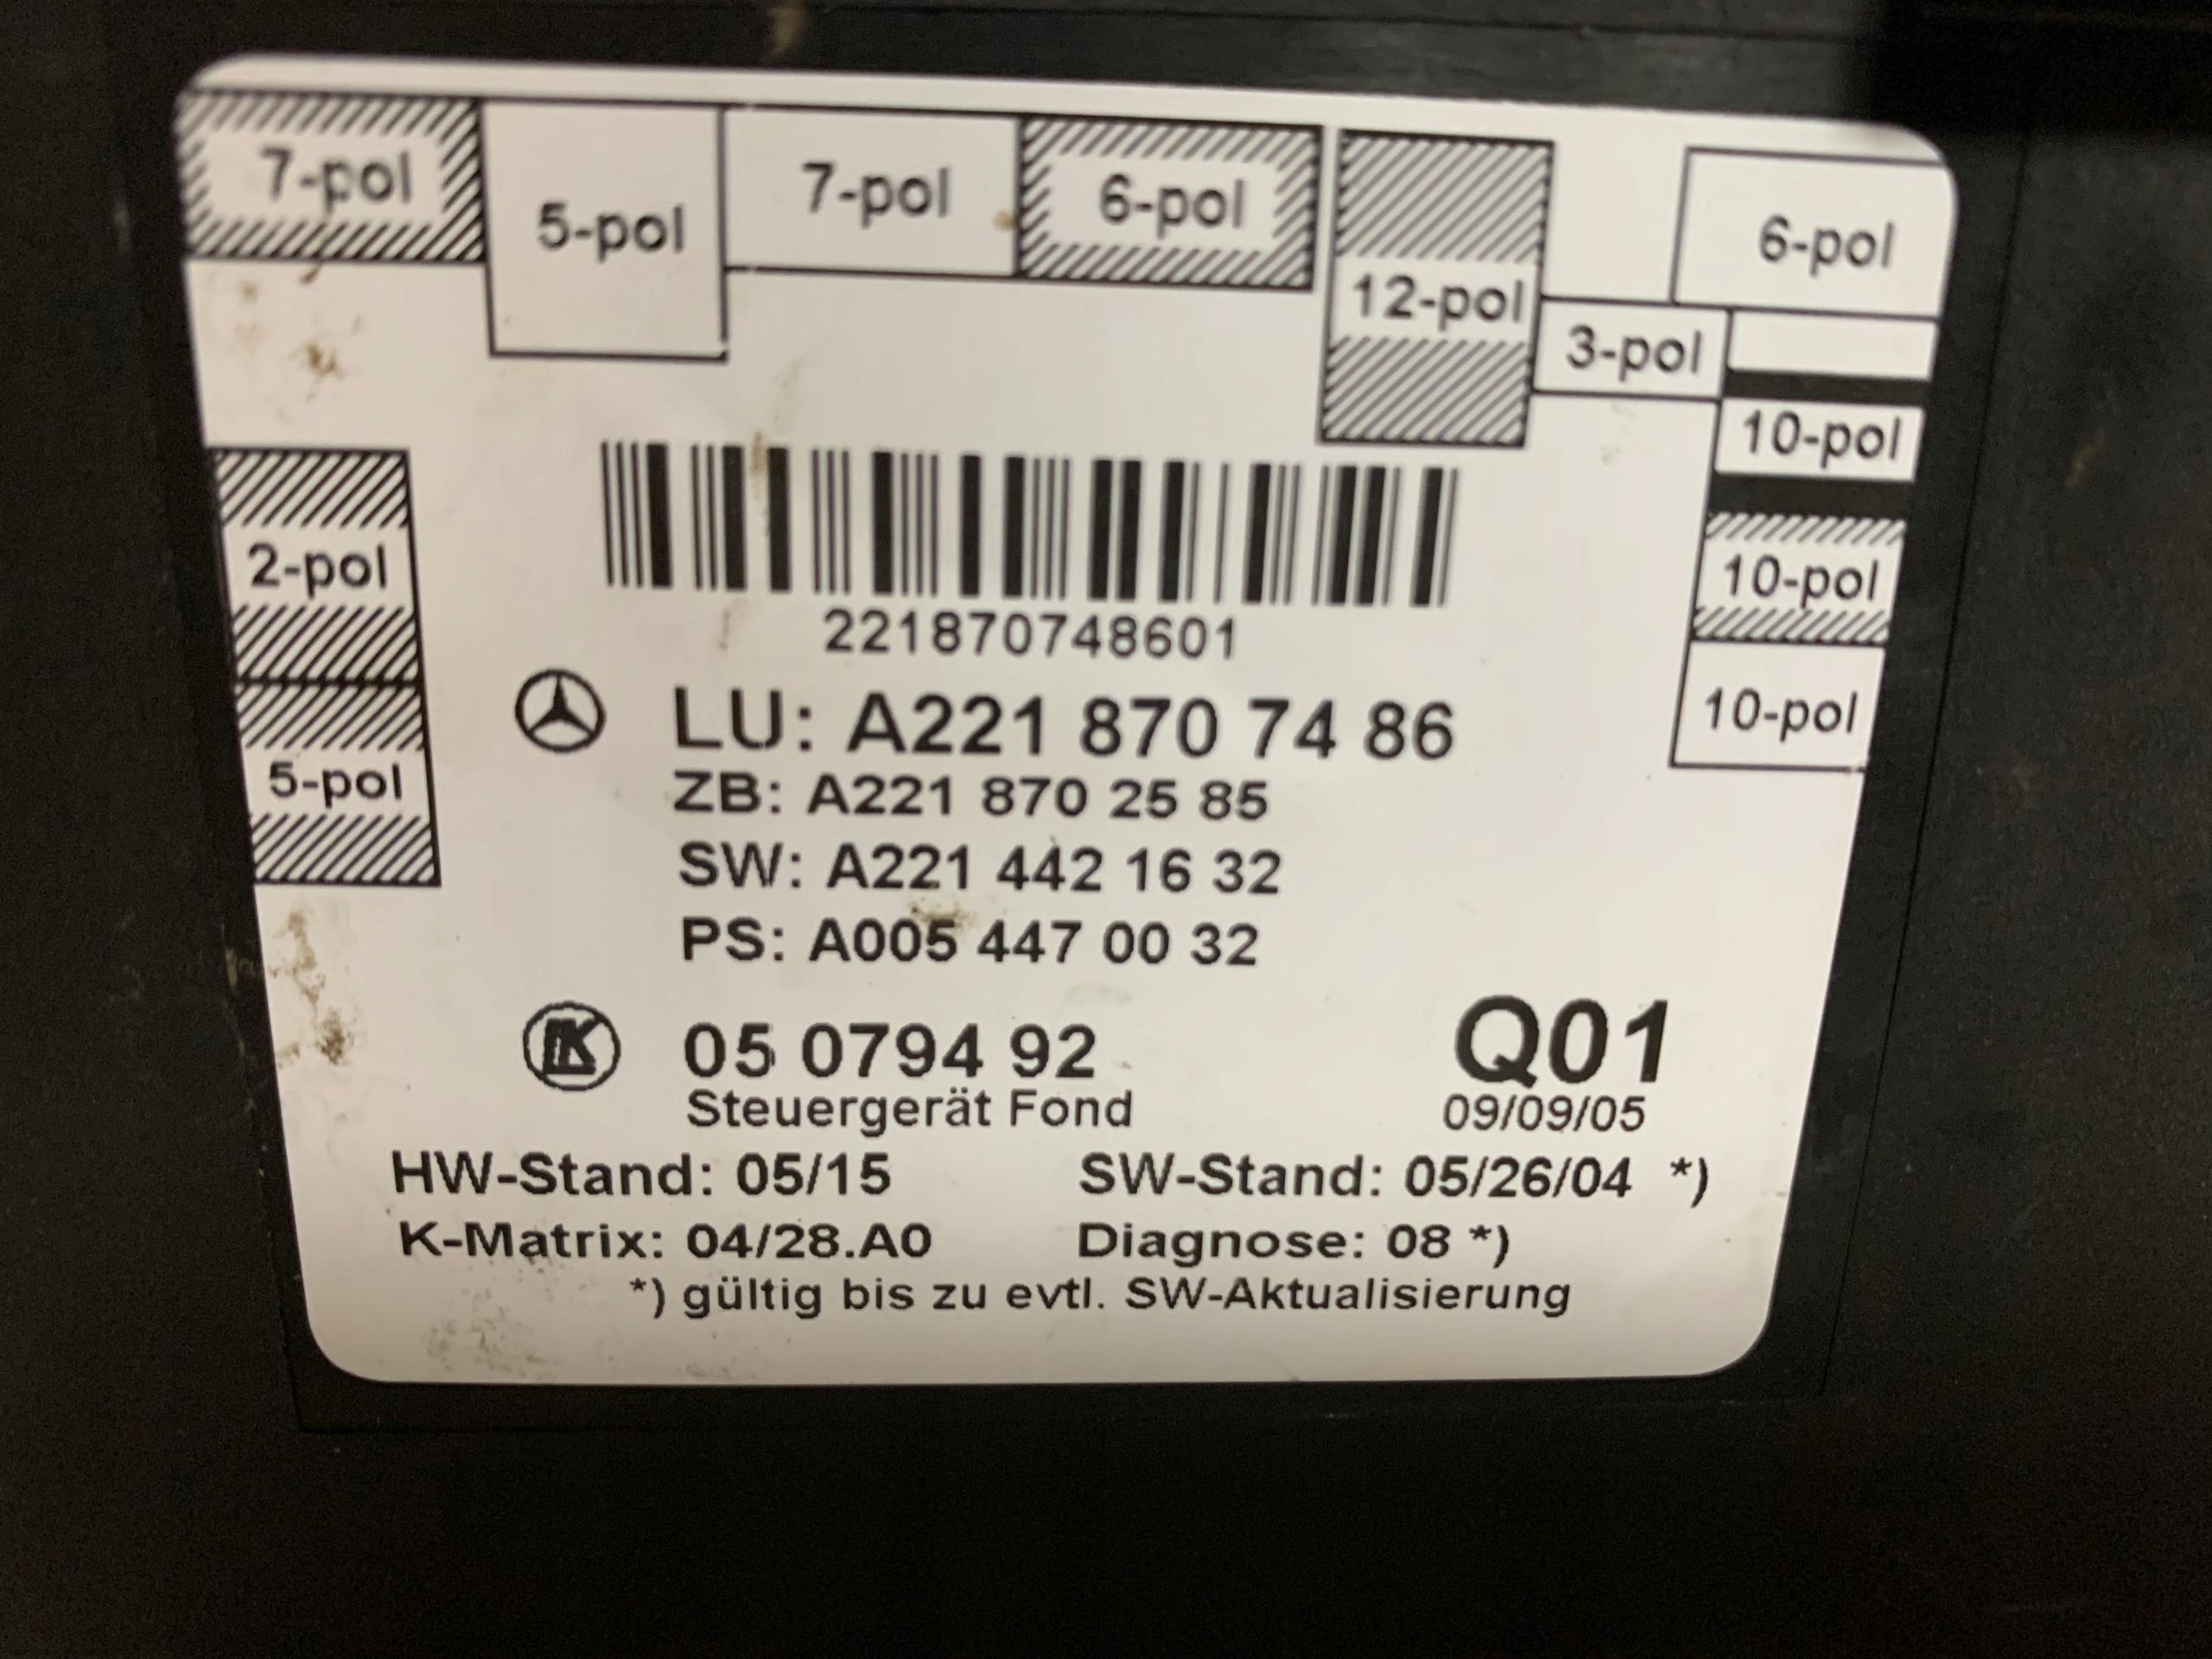 7-pol
5-pol
7-pol
6-pol
12-pol
6-pol
3-pol
10-pol
10-pol
10-pol
2-pol
5-pol
221870748601
LU: A221 870 74 86
ZB: A221 870 25 85
SW: A221 442 16 32
PS: A005 447 00 32
05 0794 92
Q01
Steuergerät Fond
09/09/05
HW-Stand: 05/15 SW-Stand: 05/26/04 *)
K-Matrix: 04/28.A0 Diagnose: 08 *)
*) gültig bis zu evtl. SW-Aktualisierung